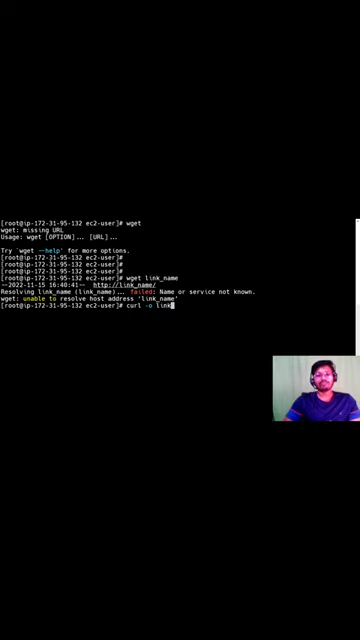 [root@ip-172-31-95-132 ec2-user]# wget
wget: missing URL
Usage: wget [OPTION]... [URL]...
Try `wget --help' for more options.
[root@ip-172-31-95-132 ec2-user]#
[root@ip-172-31-95-132 ec2-user]#
[root@ip-172-31-95-132 ec2-user]#
[root@ip-172-31-95-132 ec2-user]# wget link_name
--2022-11-15 16:40:41--  http://link_name/
Resolving link_name (link_name)... failed: Name or service not known.
wget: unable to resolve host address ‘link_name’
[root@ip-172-31-95-132 ec2-user]# curl -o link